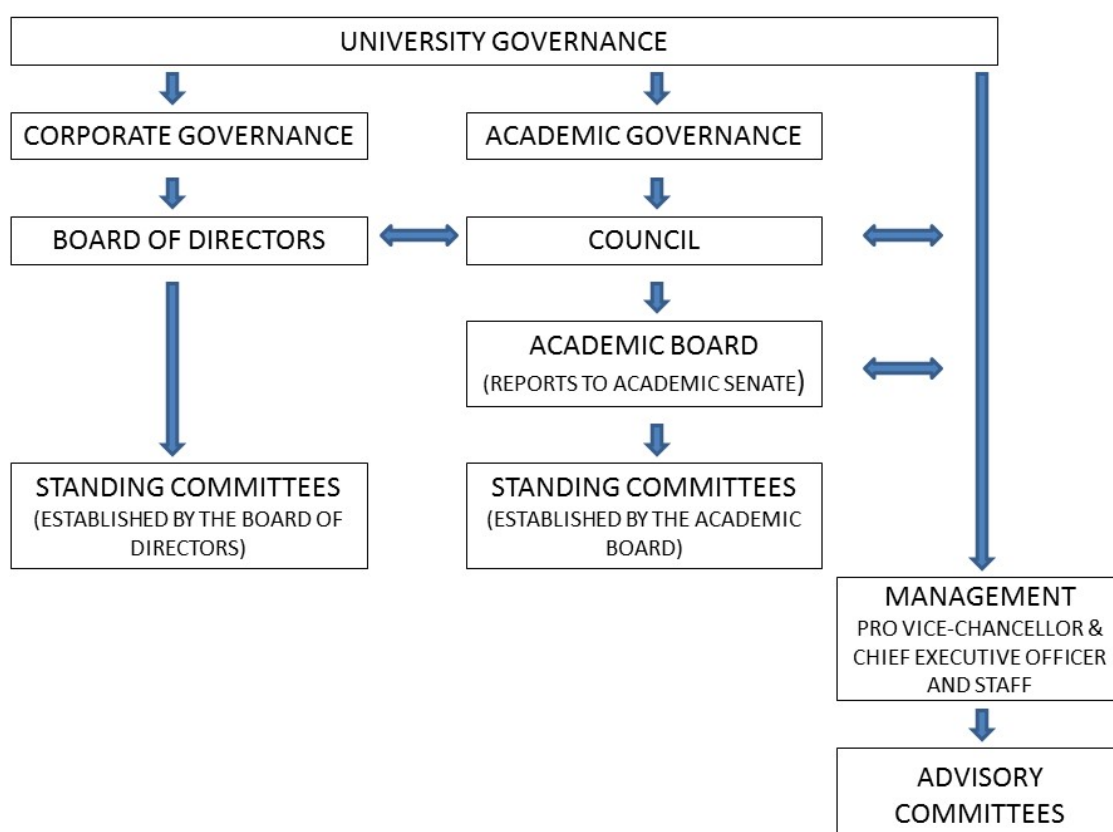 UNIVERSITY GOVERNANCE
CORPORATE GOVERNANCE
ACADEMIC GOVERNANCE
BOARD OF DIRECTORS
COUNCIL
ACADEMIC BOARD
(REPORTS TO ACADEMIC SENATE)
STANDING COMMITTEES
(ESTABLISHED BY THE BOARD OF
DIRECTORS)
STANDING COMMITTEES
(ESTABLISHED BY THE ACADEMIC
BOARD)
MANAGEMENT
PRO VICE-CHANCELLOR &
CHIEF EXECUTIVE OFFICER
AND STAFF
ADVISORY
COMMITTEES